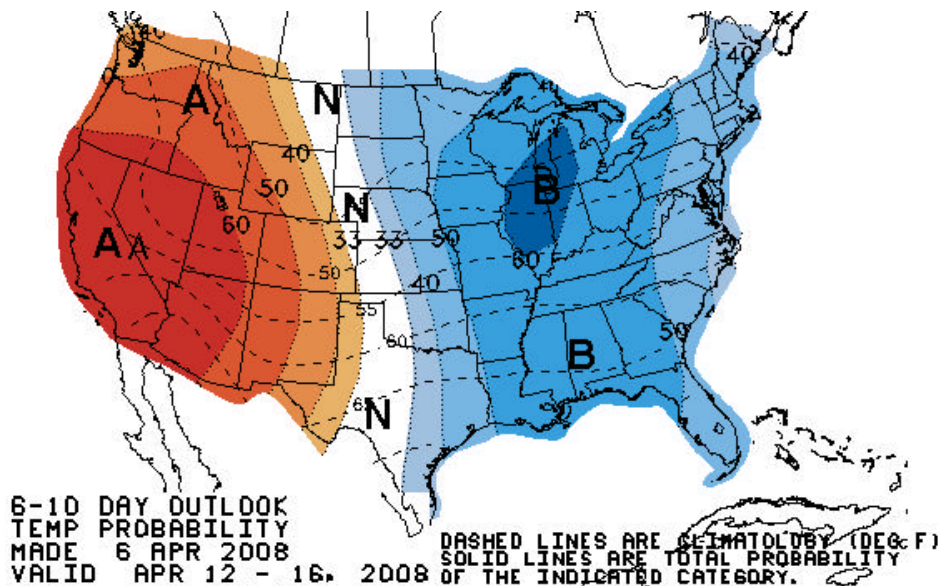 40
40
A
N
40
50
B
N
60
33 33 50
A A
50
60
40
55
50
60
B
N
6-10 DAY OUTLOOK
TEMP PROBABILITY
MADE 6 APR 2008
VALID APR 12 - 16, 2008
DASHED LINES ARE CLIMATOLOGY (DEG F)
SOLID LINES ARE TOTAL PROBABILITY
OF THE INDICATED CATEGORY